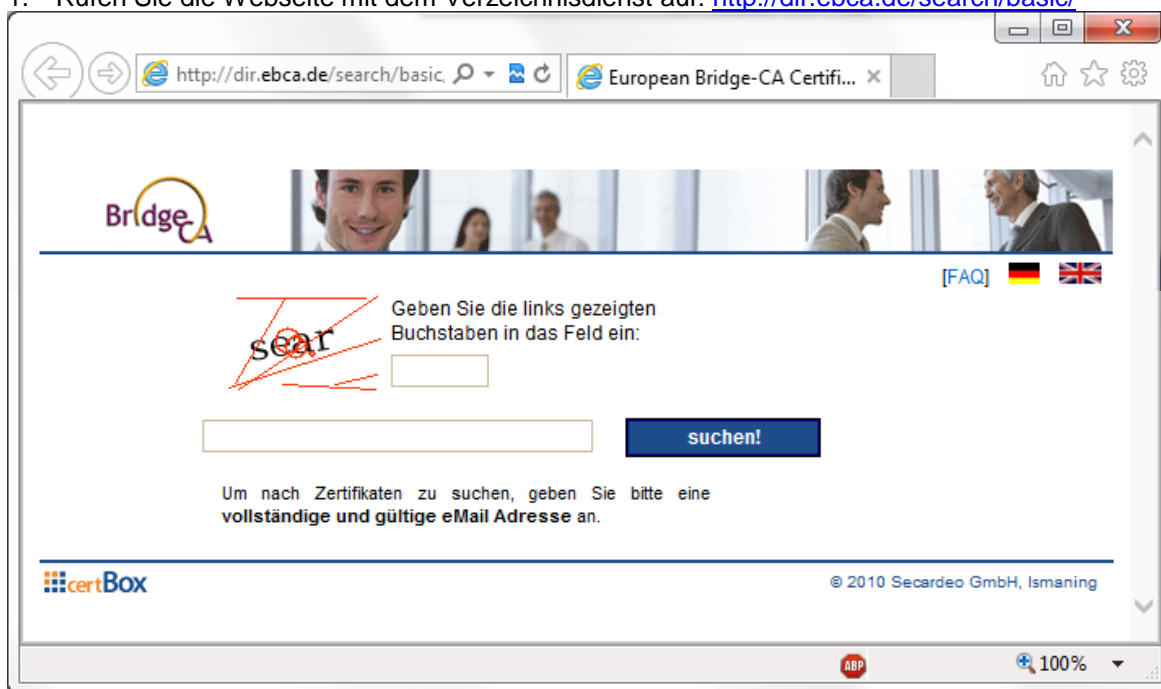 1. Rufen Sie die Webseite mit dem Verzeichnisdienst auf: http://dir.ebca.de/search/basic/
http://dir.ebca.de/search/basic,
European Bridge-CA Certifi...
Bridge
CA
[FAQ]
Geben Sie die links gezeigten
Buchstaben in das Feld ein:
sear
suchen!
Um nach Zertifikaten zu suchen, geben Sie bitte eine
vollständige und gültige eMail Adresse an.
certBox
© 2010 Secardeo GmbH, Ismaning
ABP
100%